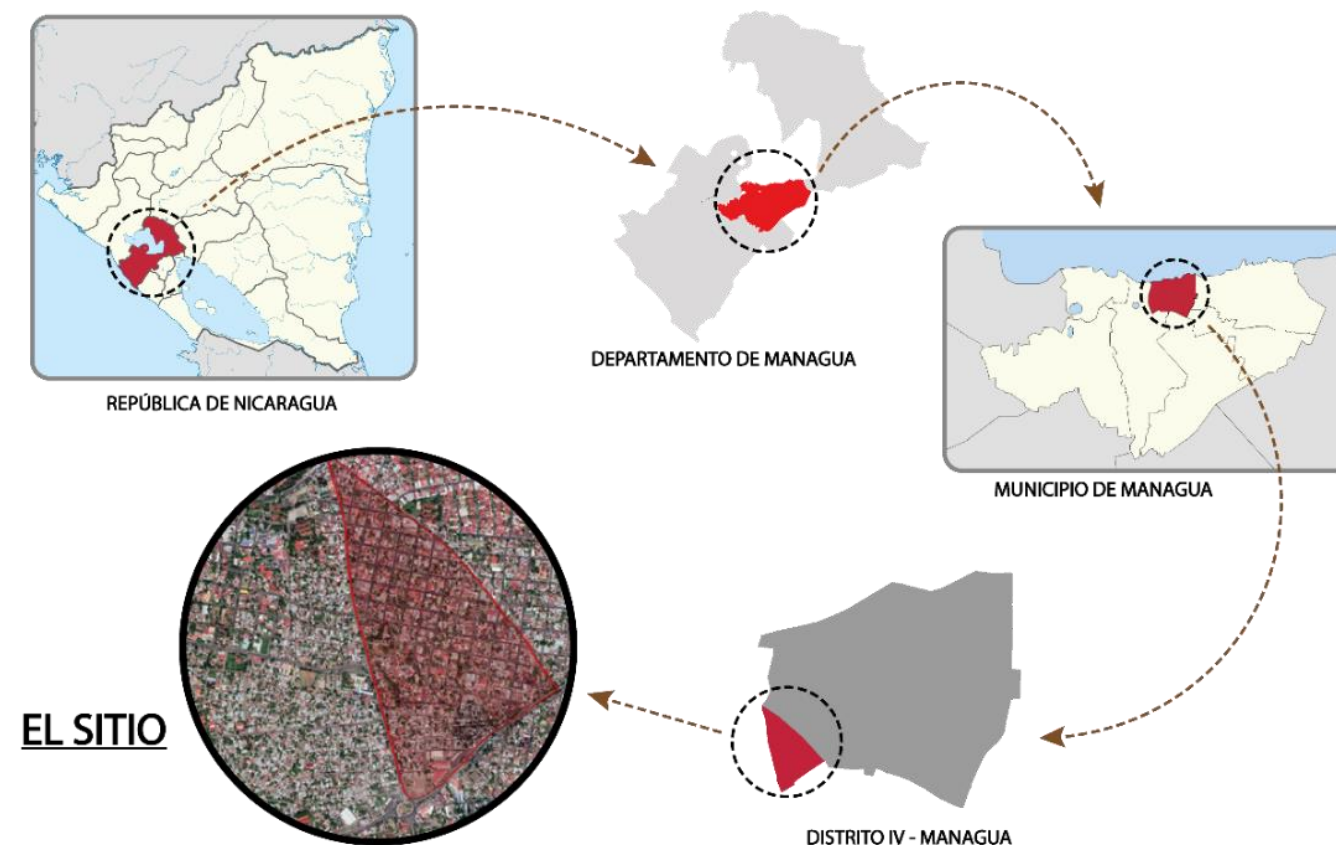 REPÚBLICA DE NICARAGUA
DEPARTAMENTO DE MANAGUA
MUNICIPIO DE MANAGUA
DISTRITO IV - MANAGUA
EL SITIO